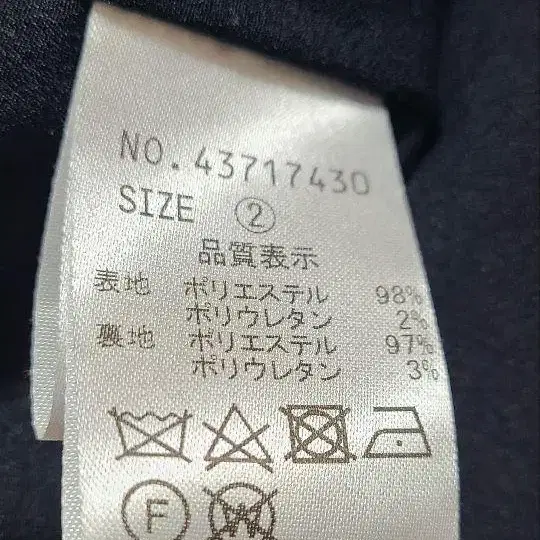 NO.43717430
SIZE ②
品質表示
表地 ポリエステル 98%
ポリウレタン 2%
裏地 ポリエステル 97%
ポリウレタン 3%
F W